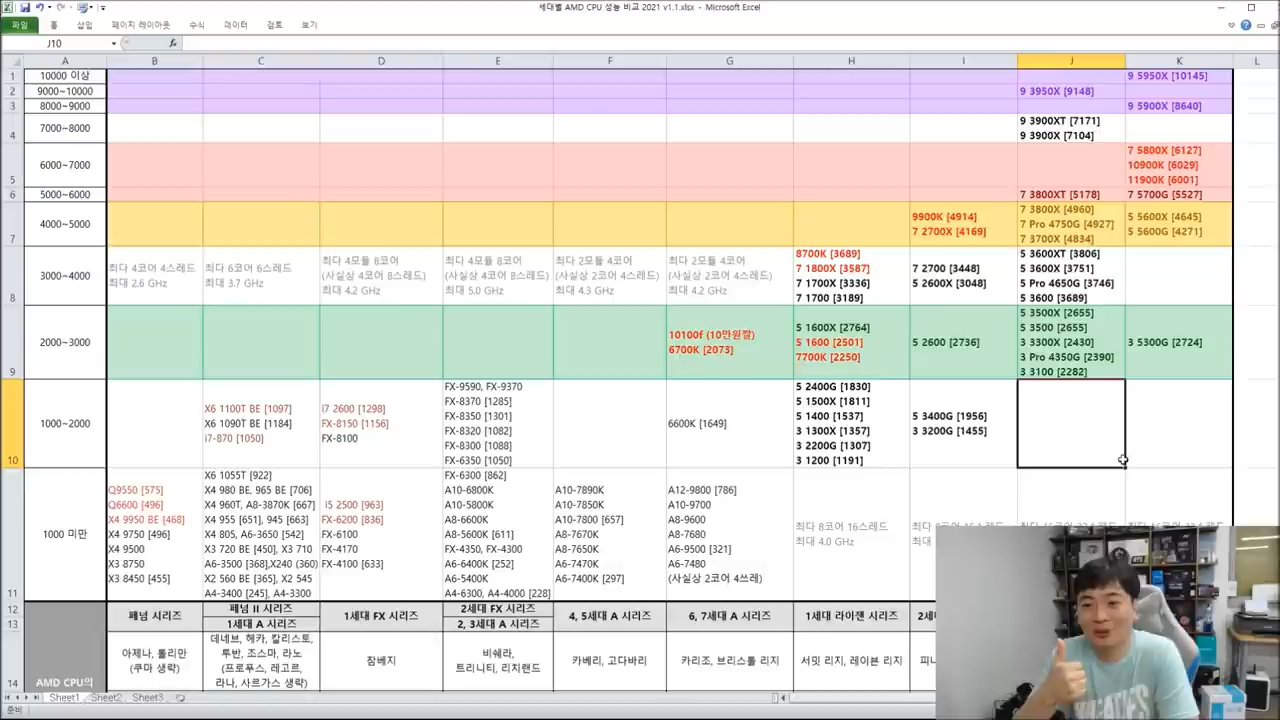 세대별 AMD CPU 성능 비교 2021 v1.1.xlsx - Microsoft Excel
파일 홈 삽입 페이지 레이아웃 수식 데이터 검토 보기
J10 fx
A B C D E F G H I J K L
1 10000 이상 9 5950X [10145]
2 9000~10000 9 3950X [9148]
3 8000~9000 9 5900X [8640]
4 7000~8000
9 3900XT [7171]
9 3900X [7104]
5 6000~7000
7 5800X [6127]
10900K [6029]
11900K [6001]
6 5000~6000 7 3800XT [5178] 7 5700G [5527]
7 4000~5000
9900K [4914]
7 2700X [4169]
7 3800X [4960]
7 Pro 4750G [4927]
7 3700X [4834]
5 5600X [4645]
5 5600G [4271]
8 3000~4000
최다 4코어 4스레드
최대 2.6 GHz
최다 6코어 6스레드
최대 3.7 GHz
최다 4모듈 8코어
(사실상 4코어 8스레드)
최대 4.2 GHz
최다 4모듈 8코어
(사실상 4코어 8스레드)
최대 5.0 GHz
최다 2모듈 4코어
(사실상 2코어 4스레드)
최대 4.3 GHz
최다 2모듈 4코어
(사실상 2코어 4스레드)
최대 4.2 GHz
8700K [3689]
7 1800X [3587]
7 1700X [3336]
7 1700 [3189]
7 2700 [3448]
5 2600X [3048]
5 3600XT [3806]
5 3600X [3751]
5 Pro 4650G [3746]
5 3600 [3689]
9 2000~3000
10100f (10만원짤)
6700K [2073]
5 1600X [2764]
5 1600 [2501]
7700K [2250]
5 2600 [2736]
5 3500X [2655]
5 3500 [2655]
3 3300X [2430]
3 Pro 4350G [2390]
3 3100 [2282]
3 5300G [2724]
10 1000~2000
X6 1100T BE [1097]
X6 1090T BE [1184]
i7-870 [1050]
i7 2600 [1298]
FX-8150 [1156]
FX-8100
FX-9590, FX-9370
FX-8370 [1285]
FX-8350 [1301]
FX-8320 [1082]
FX-8300 [1088]
FX-6350 [1050]
6600K [1649]
5 2400G [1830]
5 1500X [1811]
5 1400 [1537]
3 1300X [1357]
3 2200G [1307]
3 1200 [1191]
5 3400G [1956]
3 3200G [1455]
11 1000 미만
Q9550 [575]
Q6600 [496]
X4 9950 BE [468]
X4 9750 [496]
X4 9500
X3 8750
X3 8450 [455]
X6 1055T [922]
X4 980 BE, 965 BE [706]
X4 960T, A8-3870K [667]
X4 955 [651], 945 [663]
X4 805, A6-3650 [542]
X3 720 BE [450], X3 710
A6-3500 [368],X240 [360]
X2 560 BE [365], X2 545
A4-3400 [245], A4-3300
i5 2500 [963]
FX-6200 [836]
FX-6100
FX-4170
FX-4100 [633]
FX-6300 [862]
A10-6800K
A10-5800K
A8-6600K
A8-5600K [611]
FX-4350, FX-4300
A6-6400K [252]
A6-5400K
A4-6300, A4-4000 [228]
A10-7890K
A10-7850K
A10-7800 [657]
A8-7670K
A8-7650K
A6-7470K
A6-7400K [297]
A12-9800 [786]
A10-9700
A8-9600
A8-7680
A6-9500 [321]
A6-7480
(사실상 2코어 4쓰레)
최다 8코어 16스레드
최대 4.0 GHz
12
13
페넘 시리즈
페넘 II 시리즈
1세대 A 시리즈
1세대 FX 시리즈
2세대 FX 시리즈
2, 3세대 A 시리즈
4, 5세대 A 시리즈
6, 7세대 A 시리즈
1세대 라이젠 시리즈
14 AMD CPU의
아제나, 톨리만
(쿠마 생략)
데네브, 헤카, 칼리스토,
투반, 조스마, 라노
(프로푸스, 레고르,
라나, 사르가스 생략)
잠베지
비쉐라,
트리니티, 리치랜드
카베리, 고다바리
카리조, 브리스톨 리지
서밋 리지, 레이븐 리지
Sheet1 Sheet2 Sheet3
준비